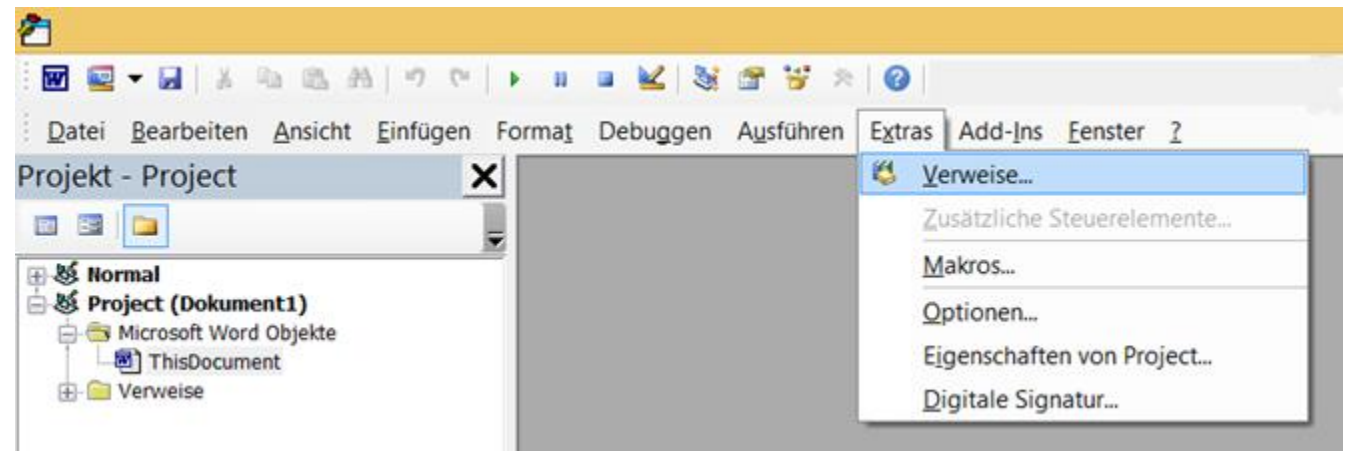 Datei Bearbeiten Ansicht Einfügen Format Debuggen Ausführen Extras Add-Ins Fenster ?
Projekt - Project
Normal
Project (Dokument1)
Microsoft Word Objekte
ThisDocument
Verweise
Verweise...
Zusätzliche Steuerelemente...
Makros...
Optionen...
Eigenschaften von Project...
Digitale Signatur...